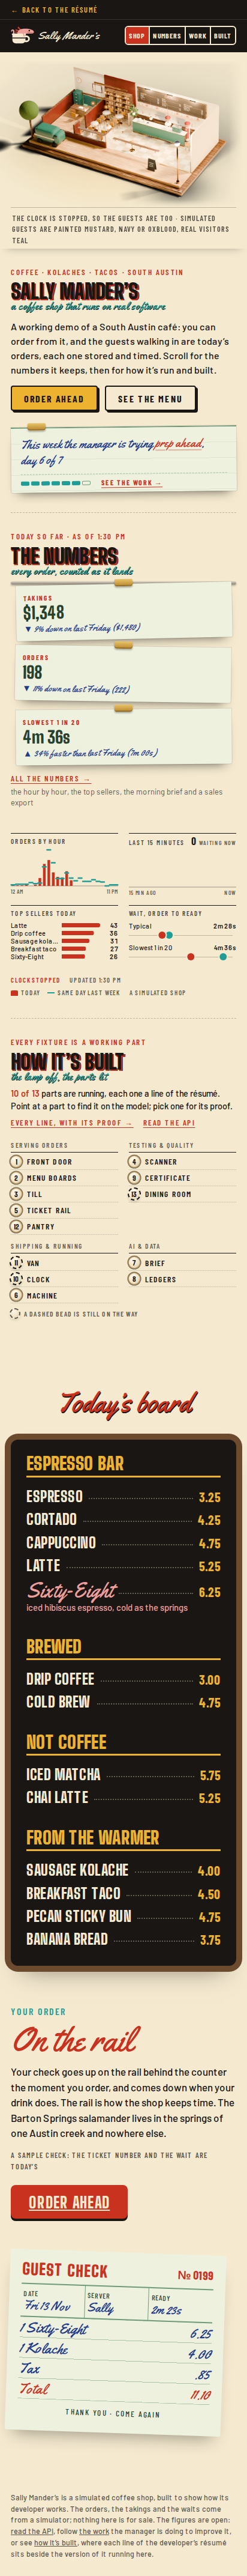 ← BACK TO THE RÉSUMÉ
Sally Mander's
SHOP NUMBERS WORK BUILT
THE CLOCK IS STOPPED, SO THE GUESTS ARE TOO · SIMULATED
GUESTS ARE PAINTED MUSTARD, NAVY OR OXBLOOD, REAL VISITORS
TEAL
COFFEE · KOLACHES · TACOS · SOUTH AUSTIN
SALLY MANDER'S
a coffee shop that runs on real software
A working demo of a South Austin café: you can
order from it, and the guests work through today's
orders, each one stored and timed. Scroll for the
numbers it keeps, then for how it's run and built.
ORDER AHEAD
SEE THE MENU
This week the manager is trying prep ahead,
day 6 of 7
SEE THE WORK →
TODAY SO FAR · AS OF 1:30 PM
THE NUMBERS
every order, counted as it lands
TAKINGS
$1,348
▼ 9% down on last Friday ($1,480)
ORDERS
198
▼ 11% down on last Friday (222)
SLOWEST 1 IN 20
4m 36s
▲ 34% faster than last Friday (7m 00s)
ALL THE NUMBERS →
the hour by hour, the top sellers, the morning brief and a sales
export
ORDERS BY HOUR
12 AM 11 PM
LAST 15 MINUTES 0 WAITING NOW
15 MIN AGO NOW
TOP SELLERS TODAY
Latte 43
Drip coffee 36
Sausage kola… 31
Breakfast taco 27
Sixty-Eight 26
WAIT, ORDER TO READY
Typical 2m 28s
Slowest 1 in 20 4m 36s
CLOCK STOPPED UPDATED 1:30 PM
TODAY SAME DAY LAST WEEK A SIMULATED SHOP
EVERY FIXTURE IS A WORKING PART
HOW IT'S BUILT
the lamp off, the parts lit
10 of 13 parts are running, each one a line of the résumé.
Point at a part to find it on the model; pick one for its proof.
EVERY LINE, WITH ITS PROOF →
READ THE API
SERVING ORDERS
1 FRONT DOOR
2 MENU BOARDS
3 TILL
5 TICKET RAIL
12 PANTRY
TESTING & QUALITY
4 SCANNER
9 CERTIFICATE
13 DINING ROOM
SHIPPING & RUNNING
11 VAN
10 CLOCK
6 MACHINE
AI & DATA
7 BRIEF
8 LEDGERS
A DASHED BEAD IS STILL ON THE WAY
Today's board
ESPRESSO BAR
ESPRESSO 3.25
CORTADO 4.25
CAPPUCCINO 4.75
LATTE 5.25
Sixty-Eight 6.25
iced hibiscus espresso, cold as the springs
BREWED
DRIP COFFEE 3.00
COLD BREW 4.75
NOT COFFEE
ICED MATCHA 5.75
CHAI LATTE 5.25
FROM THE WARMER
SAUSAGE KOLACHE 4.00
BREAKFAST TACO 4.50
PECAN STICKY BUN 4.75
BANANA BREAD 3.75
YOUR ORDER
On the rail
Your check goes up on the rail behind the counter
the moment you order, and comes down when your
drink does. The rail is how the shop keeps time. The
Barton Springs salamander lives in the springs of
one Austin creek and nowhere else.
A SAMPLE CHECK: THE TICKET NUMBER AND THE WAIT ARE
TODAY'S
ORDER AHEAD
GUEST CHECK
№ 0199
DATE
Fri 13 Nov
SERVER
Sally
READY
2m 23s
1 Sixty-Eight 6.25
1 Kolache 4.00
Tax .85
Total 11.10
THANK YOU · COME AGAIN
Sally Mander's is a simulated coffee shop, built to show how its
developer works. The orders, the takings and the waits come
from a simulator; nothing here is for sale. The figures are open:
read the API, follow the work the manager is doing to improve it,
or see how it's built, where each line of the developer's résumé
sits beside the version of it running here.